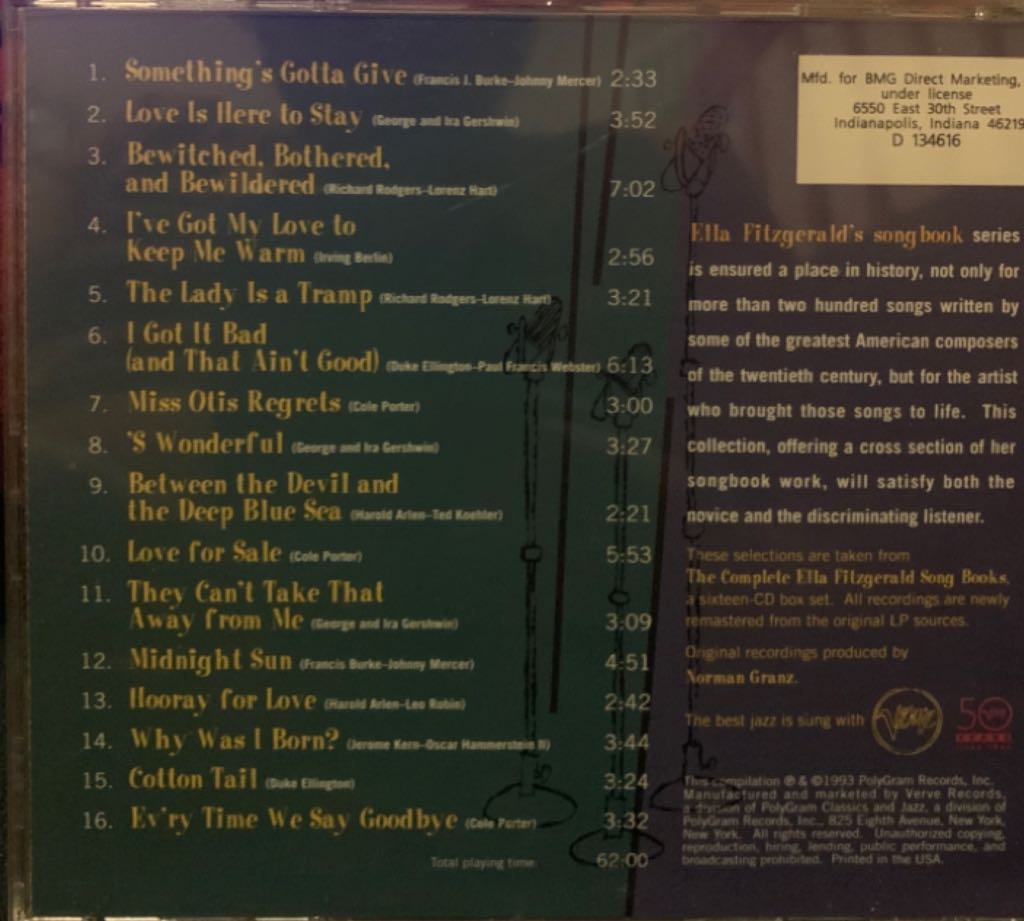 1. Something's Gotta Give (Francis J. Burke–Johnny Mercer) 2:33
2. Love Is Here to Stay (George and Ira Gershwin) 3:52
3. Bewitched, Bothered,
and Bewildered (Richard Rodgers–Lorenz Hart) 7:02
4. I've Got My Love to
Keep Me Warm (Irving Berlin) 2:56
5. The Lady Is a Tramp (Richard Rodgers–Lorenz Hart) 3:21
6. I Got It Bad
(and That Ain't Good) (Duke Ellington–Paul Francis Webster) 6:13
7. Miss Otis Regrets (Cole Porter) 3:00
8. 'S Wonderful (George and Ira Gershwin) 3:27
9. Between the Devil and
the Deep Blue Sea (Harold Arlen–Ted Koehler) 2:21
10. Love for Sale (Cole Porter) 5:53
11. They Can't Take That
Away from Me (George and Ira Gershwin) 3:09
12. Midnight Sun (Francis Burke–Johnny Mercer) 4:51
13. Hooray for Love (Harold Arlen–Leo Robin) 2:42
14. Why Was I Born? (Jerome Kern–Oscar Hammerstein II) 3:44
15. Cotton Tail (Duke Ellington) 3:24
16. Ev'ry Time We Say Goodbye (Cole Porter) 3:32
Total playing time: 62:00
Mfd. for BMG Direct Marketing,
under license
6550 East 30th Street
Indianapolis, Indiana 46219
D 134616
Ella Fitzgerald's songbook series
is ensured a place in history, not only for
more than two hundred songs written by
some of the greatest American composers
of the twentieth century, but for the artist
who brought those songs to life. This
collection, offering a cross section of her
songbook work, will satisfy both the
novice and the discriminating listener.
These selections are taken from
The Complete Ella Fitzgerald Song Books,
a sixteen-CD box set. All recordings are newly
remastered from the original LP sources.
Original recordings produced by
Norman Granz.
The best jazz is sung with Verve 50
This compilation ℗ & ©1993 PolyGram Records, Inc.
Manufactured and marketed by Verve Records,
a division of PolyGram Classics and Jazz, a division of
PolyGram Records, Inc., 825 Eighth Avenue, New York,
New York. All rights reserved. Unauthorized copying,
reproduction, hiring, lending, public performance, and
broadcasting prohibited. Printed in the USA.